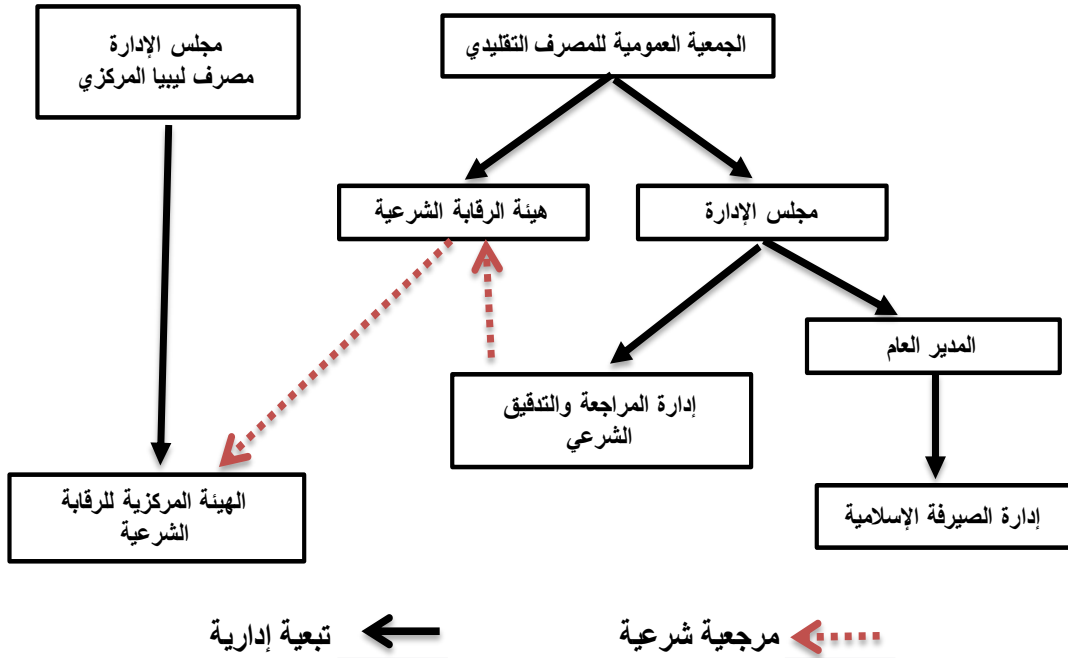 الجمعية العمومية للمصرف التقليدي
مجلس الإدارة
مصرف ليبيا المركزي
مجلس الإدارة
هيئة الرقابة الشرعية
المدير العام
إدارة المراجعة والتدقيق
الشرعي
إدارة الصيرفة الإسلامية
الهيئة المركزية للرقابة
الشرعية
مرجعية شرعية
تبعية إدارية